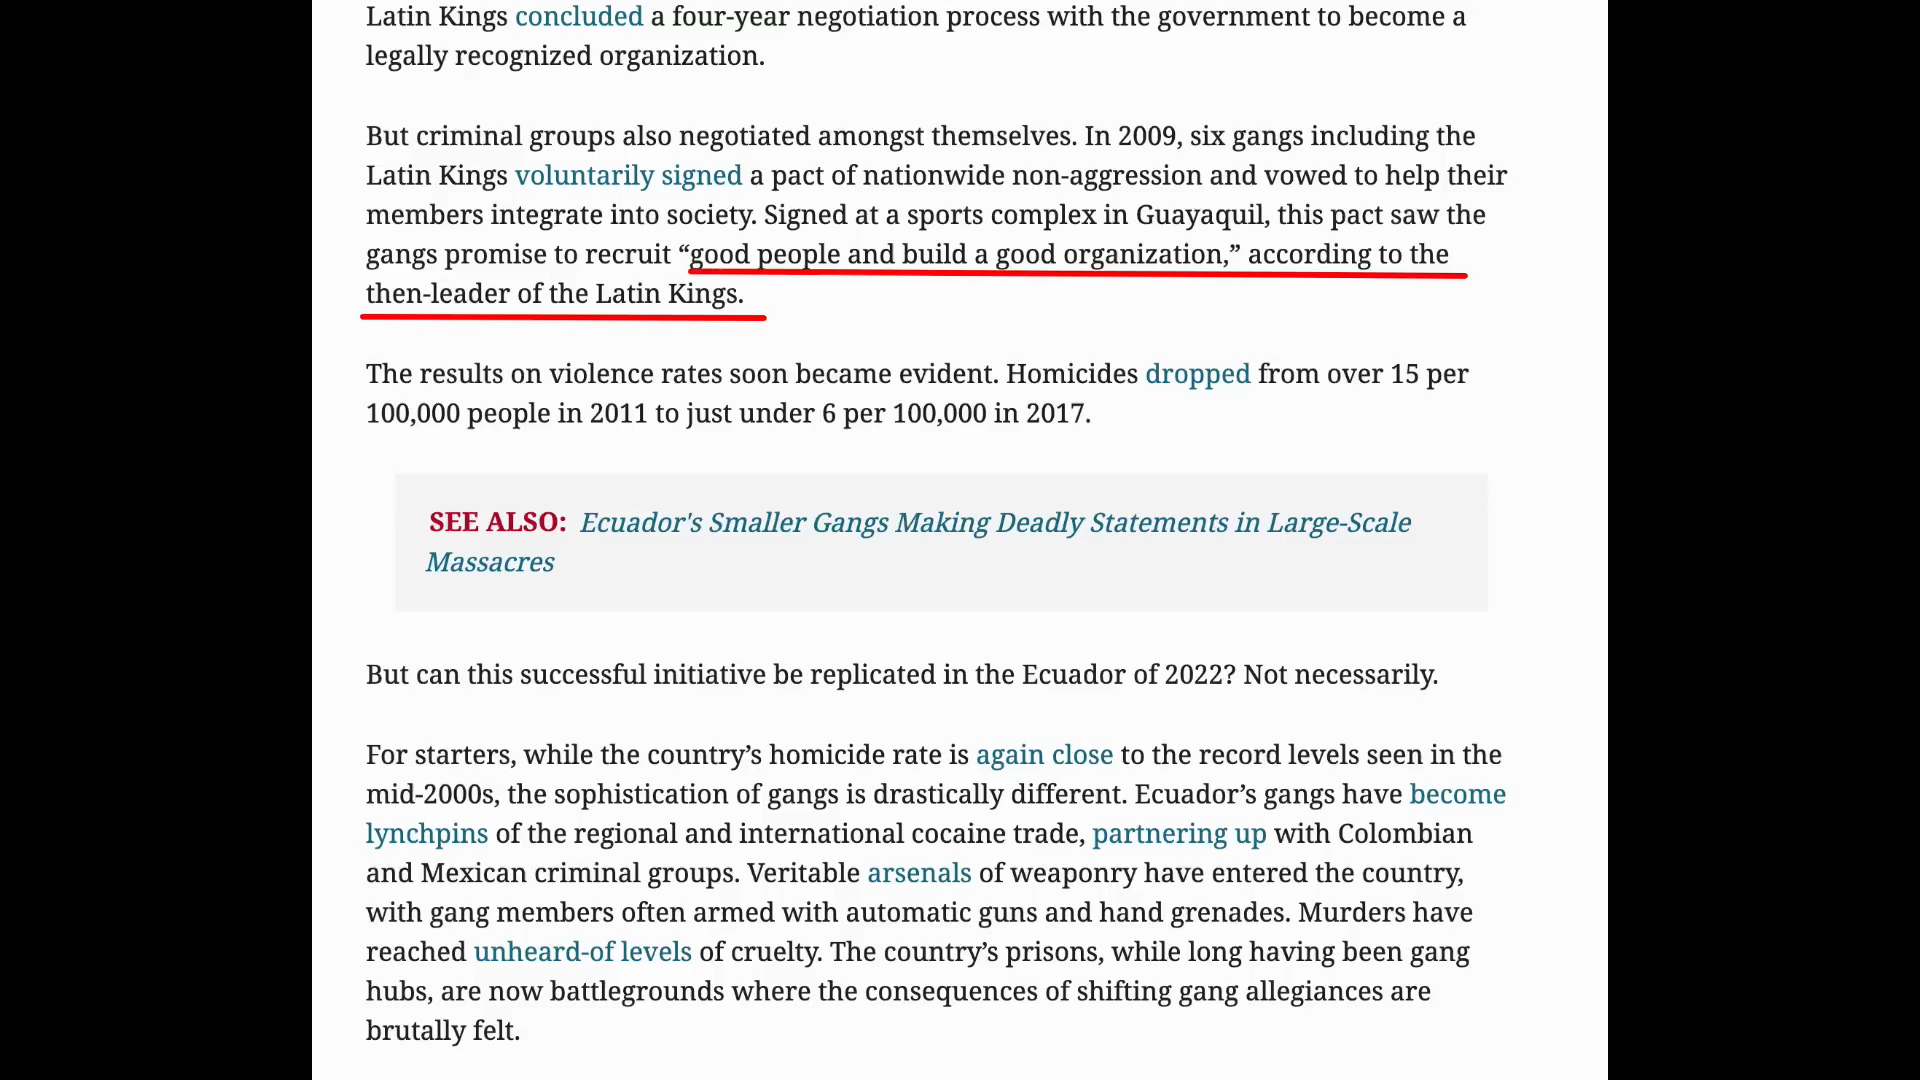 Latin Kings concluded a four-year negotiation process with the government to become a
legally recognized organization.
But criminal groups also negotiated amongst themselves. In 2009, six gangs including the
Latin Kings voluntarily signed a pact of nationwide non-aggression and vowed to help their
members integrate into society. Signed at a sports complex in Guayaquil, this pact saw the
gangs promise to recruit “good people and build a good organization,” according to the
then-leader of the Latin Kings.
The results on violence rates soon became evident. Homicides dropped from over 15 per
100,000 people in 2011 to just under 6 per 100,000 in 2017.
SEE ALSO: Ecuador's Smaller Gangs Making Deadly Statements in Large-Scale
Massacres
But can this successful initiative be replicated in the Ecuador of 2022? Not necessarily.
For starters, while the country’s homicide rate is again close to the record levels seen in the
mid-2000s, the sophistication of gangs is drastically different. Ecuador’s gangs have become
lynchpins of the regional and international cocaine trade, partnering up with Colombian
and Mexican criminal groups. Veritable arsenals of weaponry have entered the country,
with gang members often armed with automatic guns and hand grenades. Murders have
reached unheard-of levels of cruelty. The country’s prisons, while long having been gang
hubs, are now battlegrounds where the consequences of shifting gang allegiances are
brutally felt.